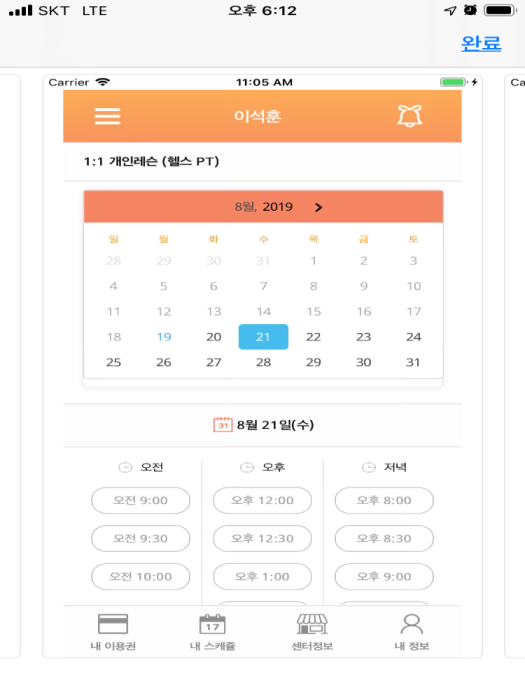 SKT LTE 오후 6:12
완료
Carrier 11:05 AM Ca
이석훈
1:1 개인레슨 (헬스 PT)
8월, 2019
일 월 화 수 목 금 토
28 29 30 31 1 2 3
4 5 6 7 8 9 10
11 12 13 14 15 16 17
18 19 20 21 22 23 24
25 26 27 28 29 30 31
31 8월 21일(수)
오전 오후 저녁
오전 9:00 오후 12:00 오후 8:00
오전 9:30 오후 12:30 오후 8:30
오전 10:00 오후 1:00 오후 9:00
17
내 이용권 내 스케쥴 센터정보 내 정보